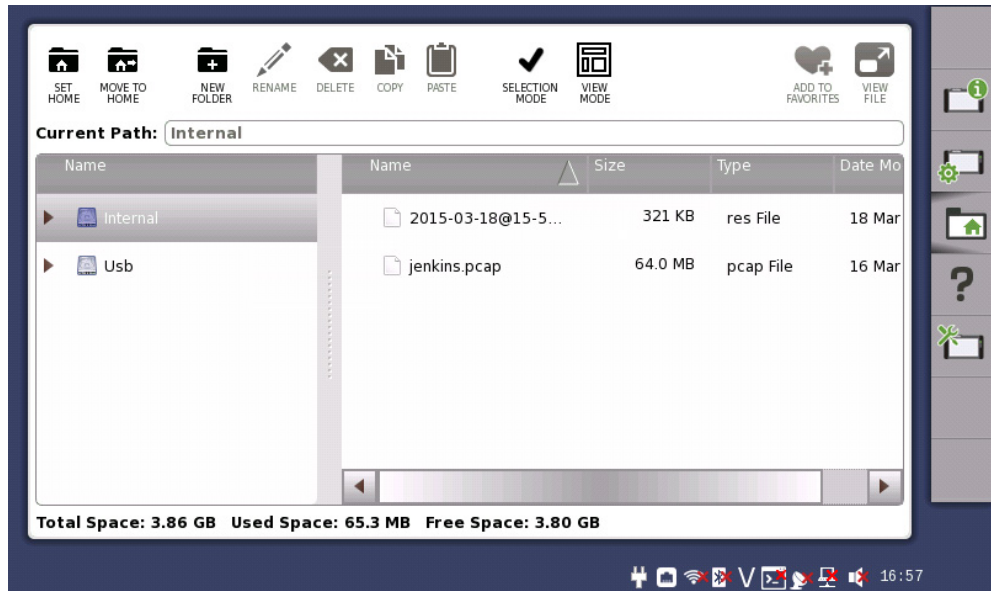 SET HOME
MOVE TO HOME
NEW FOLDER
RENAME
DELETE
COPY
PASTE
SELECTION MODE
VIEW MODE
ADD TO FAVORITES
VIEW FILE
Current Path: Internal
Name
Name Size Type Date Mo
Internal
2015-03-18@15-5... 321 KB res File 18 Mar
Usb
jenkins.pcap 64.0 MB pcap File 16 Mar
?
Total Space: 3.86 GB Used Space: 65.3 MB Free Space: 3.80 GB
V
16:57